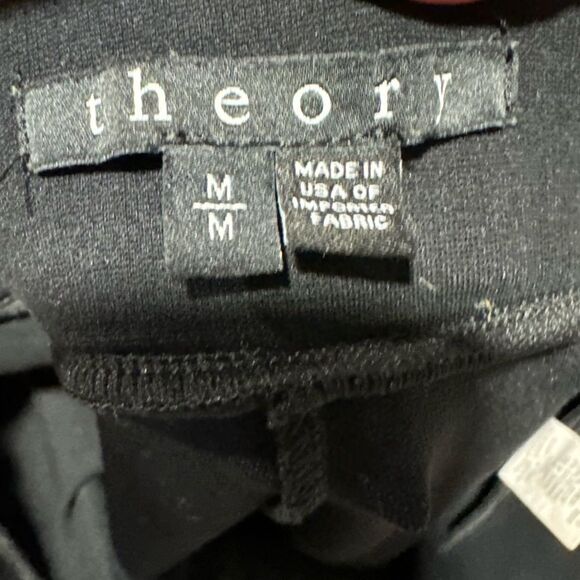 theory
M
M
MADE IN
USA OF
IMPORTED
FABRIC